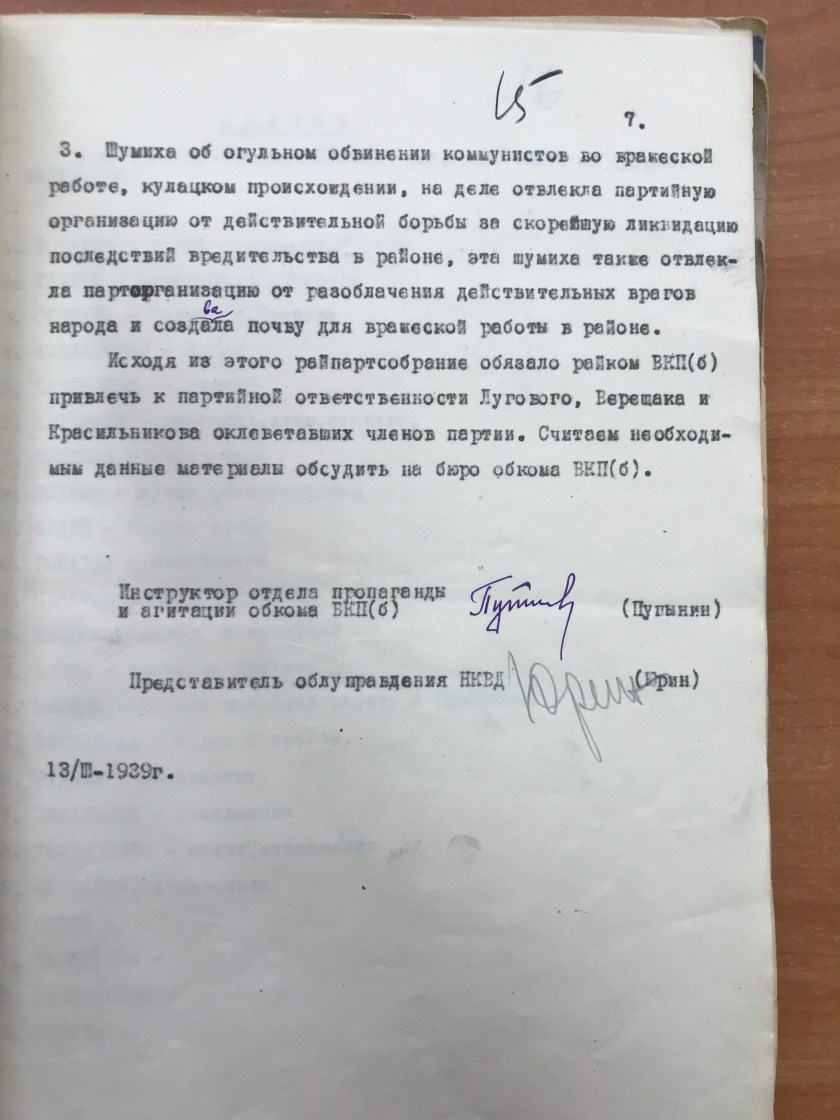 15
7.
3. Шумиха об огульном обвинении коммунистов во вражеской
работе, кулацком происхождении, на деле отвлекла партийную
организацию от действительной борьбы за скорейшую ликвидацию
последствий вредительства в районе, эта шумиха также отвлек-
ла парторганизацию от разоблачения действительных врагов
ва
народа и создала почву для вражеской работы в районе.
Исходя из этого райпартсобрание обязало райком ВКП(б)
привлечь к партийной ответственности Лугового, Верещака и
Красильникова оклеветавших членов партии. Считаем необходи-
мым данные материалы обсудить на бюро обкома ВКП(б).
Инструктор отдела пропаганды
и агитации обкома ВКП(б) (Пугынин)
Представитель облуправления НКВД Юрин (Юрин)
13/III-1939г.